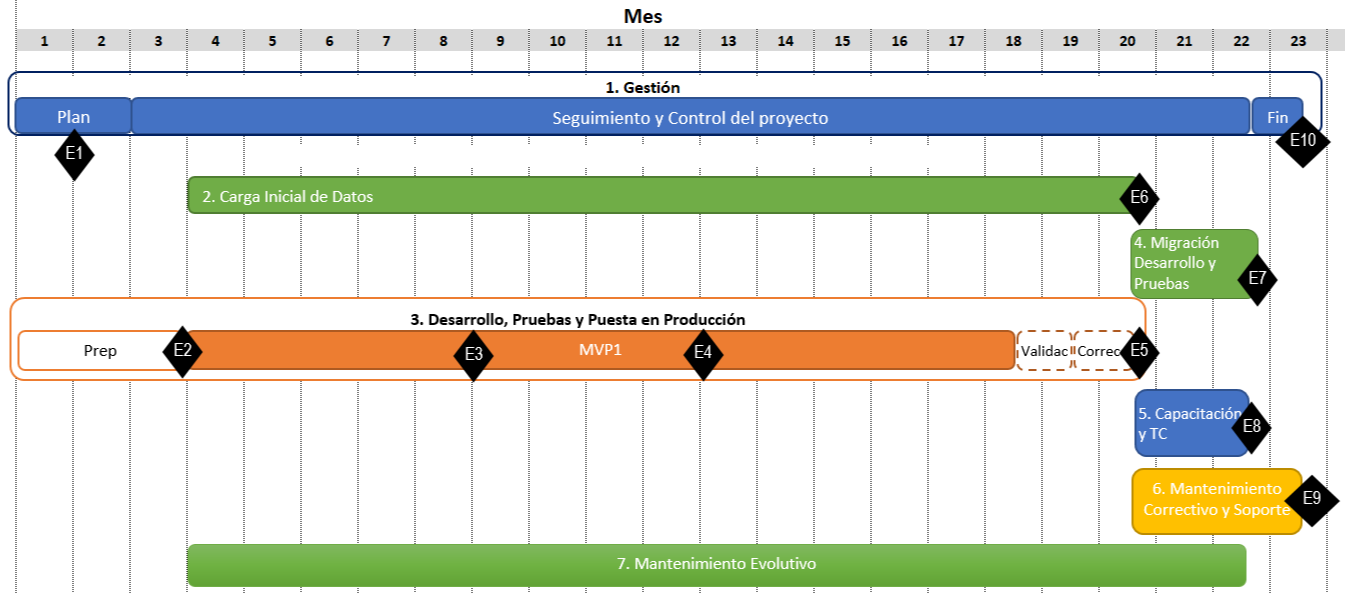 Mes
1 2 3 4 5 6 7 8 9 10 11 12 13 14 15 16 17 18 19 20 21 22 23
1. Gestión
Plan
Seguimiento y Control del proyecto
Fin
E1
E10
2. Carga Inicial de Datos
E6
4. Migración
Desarrollo y
Pruebas
E7
3. Desarrollo, Pruebas y Puesta en Producción
Prep
E2
E3
MVP1
E4
Validac
Correc
E5
5. Capacitación
y TC
E8
6. Mantenimiento
Correctivo y Soporte
E9
7. Mantenimiento Evolutivo